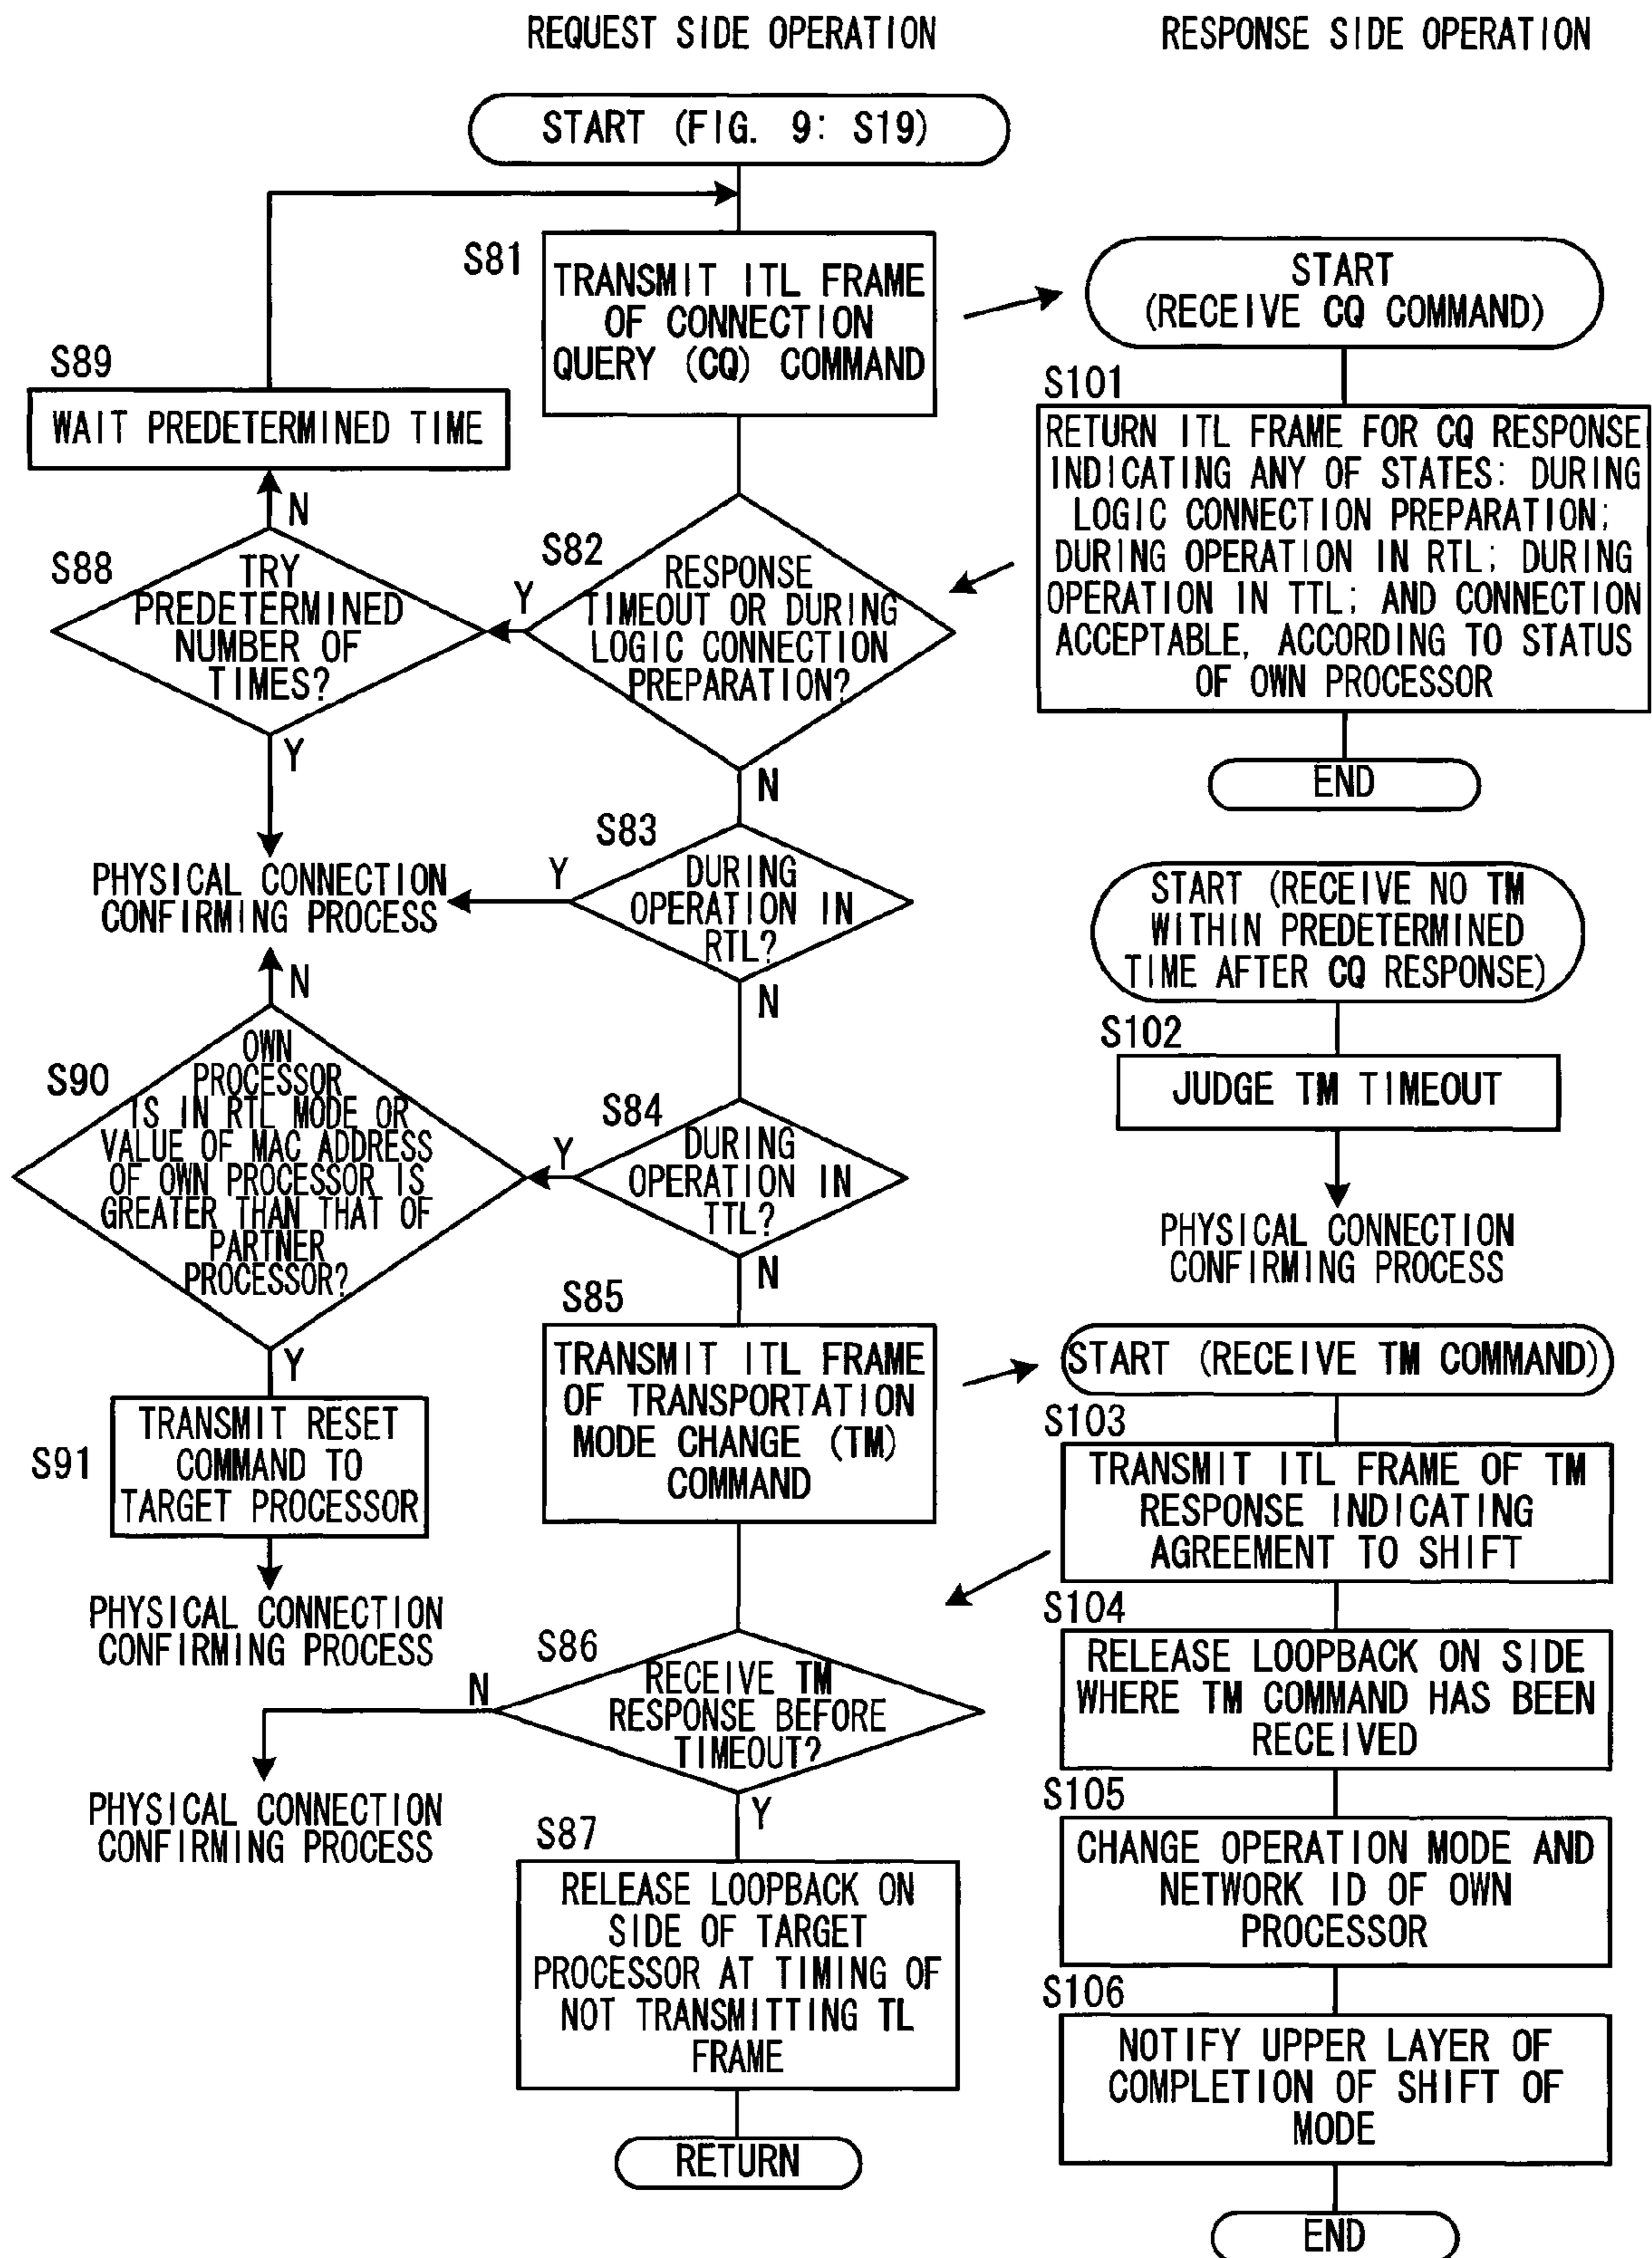 REQUEST SIDE OPERATION
RESPONSE SIDE OPERATION
START (FIG. 9: S19)
S81
TRANSMIT ITL FRAME
OF CONNECTION
QUERY (CQ) COMMAND
START
(RECEIVE CQ COMMAND)
S89
WAIT PREDETERMINED TIME
S101
RETURN ITL FRAME FOR CQ RESPONSE
INDICATING ANY OF STATES: DURING
LOGIC CONNECTION PREPARATION;
DURING OPERATION IN RTL; DURING
OPERATION IN TTL; AND CONNECTION
ACCEPTABLE, ACCORDING TO STATUS
OF OWN PROCESSOR
END
N
S88
TRY
PREDETERMINED
NUMBER OF
TIMES?
Y
S82
RESPONSE
TIMEOUT OR DURING
LOGIC CONNECTION
PREPARATION?
Y
N
PHYSICAL CONNECTION
CONFIRMING PROCESS
S83
DURING
OPERATION IN
RTL?
Y
N
START (RECEIVE NO TM
WITHIN PREDETERMINED
TIME AFTER CQ RESPONSE)
S102
JUDGE TM TIMEOUT
PHYSICAL CONNECTION
CONFIRMING PROCESS
N
S90
OWN
PROCESSOR
IS IN RTL MODE OR
VALUE OF MAC ADDRESS
OF OWN PROCESSOR IS
GREATER THAN THAT OF
PARTNER
PROCESSOR?
Y
S84
DURING
OPERATION IN
TTL?
Y
N
S91
TRANSMIT RESET
COMMAND TO
TARGET PROCESSOR
PHYSICAL CONNECTION
CONFIRMING PROCESS
S85
TRANSMIT ITL FRAME
OF TRANSPORTATION
MODE CHANGE (TM)
COMMAND
START (RECEIVE TM COMMAND)
S103
TRANSMIT ITL FRAME OF TM
RESPONSE INDICATING
AGREEMENT TO SHIFT
S104
RELEASE LOOPBACK ON SIDE
WHERE TM COMMAND HAS BEEN
RECEIVED
S86
RECEIVE TM
RESPONSE BEFORE
TIMEOUT?
N
Y
PHYSICAL CONNECTION
CONFIRMING PROCESS
S105
CHANGE OPERATION MODE AND
NETWORK ID OF OWN
PROCESSOR
S87
RELEASE LOOPBACK ON
SIDE OF TARGET
PROCESSOR AT TIMING OF
NOT TRANSMITTING TL
FRAME
RETURN
S106
NOTIFY UPPER LAYER OF
COMPLETION OF SHIFT OF
MODE
END